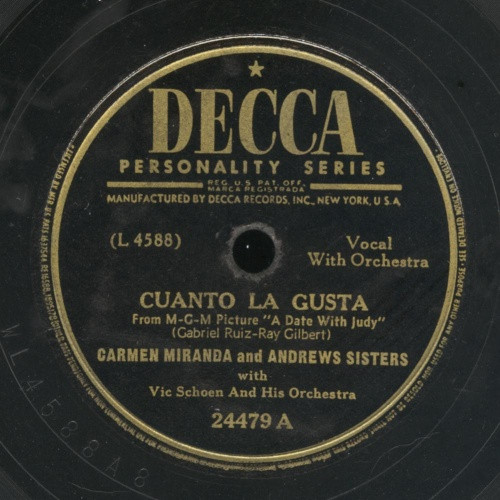 DECCA
PERSONALITY SERIES
REG. U.S. PAT. OFF.
MARCA REGISTRADA
MANUFACTURED BY DECCA RECORDS, INC., NEW YORK, U.S.A.
(L 4588)
Vocal
With Orchestra
CUANTO LA GUSTA
From M-G-M Picture "A Date With Judy"
(Gabriel Ruiz-Ray Gilbert)
CARMEN MIRANDA and ANDREWS SISTERS
with
Vic Schoen And His Orchestra
24479 A
WL4588A8